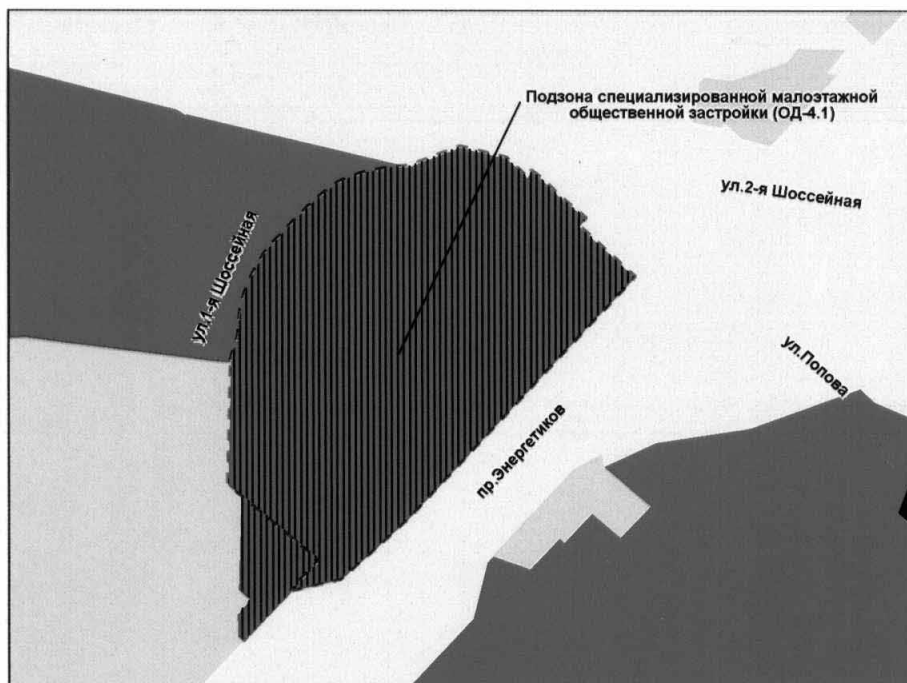 Подзона специализированной малоэтажной
общественной застройки (ОД-4.1)
ул.2-я Шоссейная
ул.1-я Шоссейная
ул.Попова
пр.Энергетиков